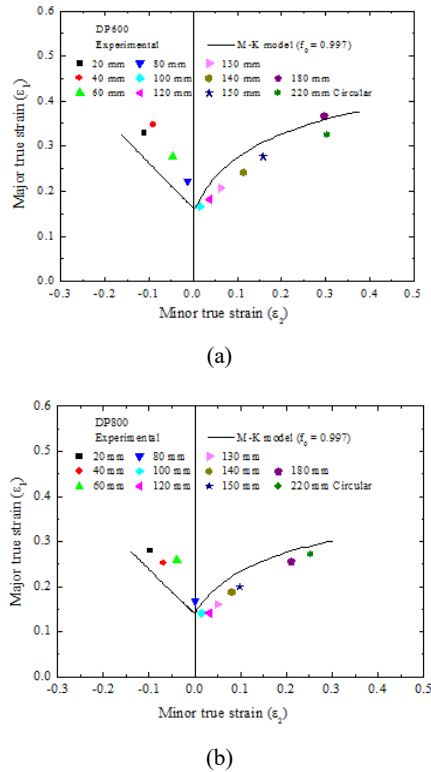 DP600
Experimental M-K model (f₀ = 0.997)
20 mm 80 mm 130 mm
40 mm 100 mm 140 mm 180 mm
60 mm 120 mm 150 mm 220 mm Circular
Major true strain (ε₁)
0.6
0.5
0.4
0.3
0.2
0.1
0.0
-0.3 -0.2 -0.1 0.0 0.1 0.2 0.3 0.4 0.5
Minor true strain (ε₂)
(a)
DP800
Experimental M-K model (f₀ = 0.997)
20 mm 80 mm 130 mm
40 mm 100 mm 140 mm 180 mm
60 mm 120 mm 150 mm 220 mm Circular
Major true strain (ε₁)
0.6
0.5
0.4
0.3
0.2
0.1
0.0
-0.3 -0.2 -0.1 0.0 0.1 0.2 0.3 0.4 0.5
Minor true strain (ε₂)
(b)